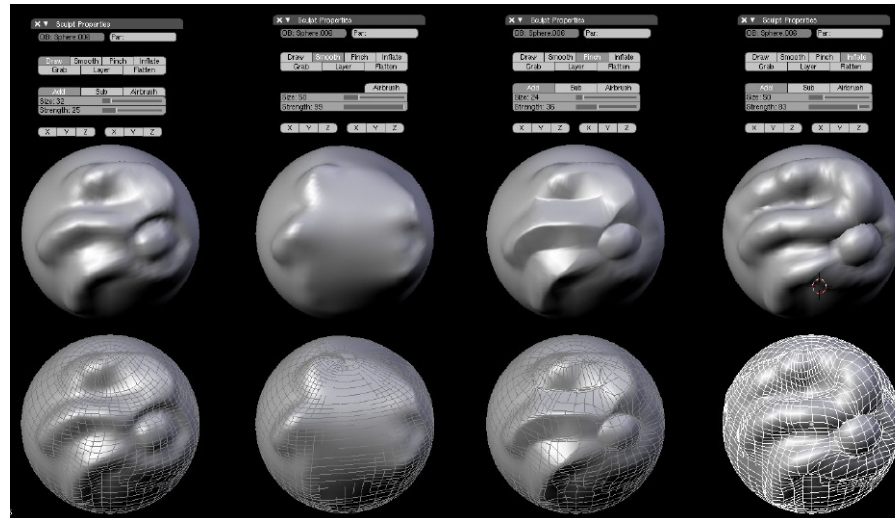 Sculpt Properties
OB: Sphere.006 Par:
Draw Smooth Pinch Inflate
Grab Layer Flatten
Add Sub Airbrush
Size: 32
Strength: 25
X Y Z X Y Z
Sculpt Properties
OB: Sphere.006 Par:
Draw Smooth Pinch Inflate
Grab Layer Flatten
Airbrush
Size: 50
Strength: 99
X Y Z X Y Z
Sculpt Properties
OB: Sphere.006 Par:
Draw Smooth Pinch Inflate
Grab Layer Flatten
Add Sub Airbrush
Size: 24
Strength: 36
X Y Z X Y Z
Sculpt Properties
OB: Sphere.006 Par:
Draw Smooth Pinch Inflate
Grab Layer Flatten
Add Sub Airbrush
Size: 50
Strength: 83
X Y Z X Y Z